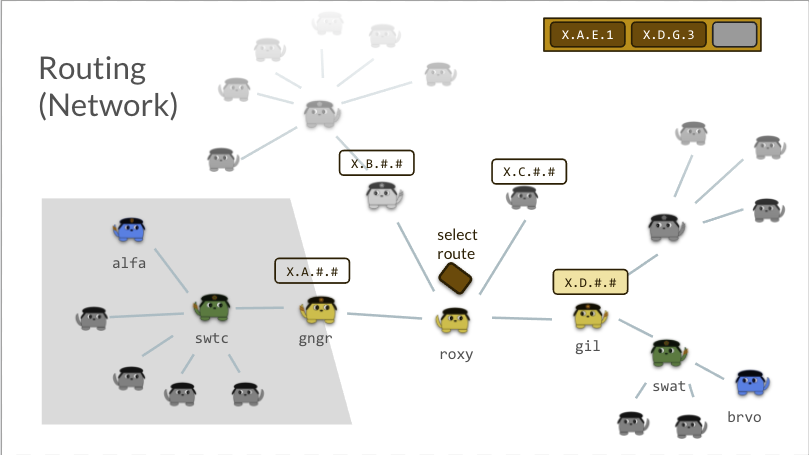 Routing
(Network)
X.A.E.1 X.D.G.3
X.B.#.#
X.C.#.#
select
route
alfa
X.A.#.#
X.D.#.#
swtc
gngr
roxy
gil
swat
brvo